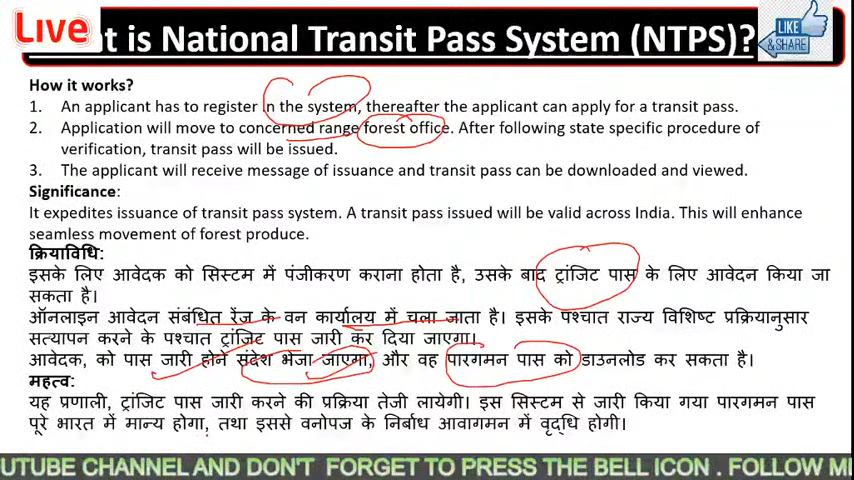 Live
t is National Transit Pass System (NTPS)?
LIKE
& SHARE
How it works?
1. An applicant has to register in the system, thereafter the applicant can apply for a transit pass.
2. Application will move to concerned range forest office. After following state specific procedure of
verification, transit pass will be issued.
3. The applicant will receive message of issuance and transit pass can be downloaded and viewed.
Significance:
It expedites issuance of transit pass system. A transit pass issued will be valid across India. This will enhance
seamless movement of forest produce.
क्रियाविधि:
इसके लिए आवेदक को सिस्टम में पंजीकरण कराना होता है, उसके बाद ट्रांजिट पास के लिए आवेदन किया जा
सकता है।
ऑनलाइन आवेदन संबंधित रेंज के वन कार्यालय में चला जाता है। इसके पश्चात राज्य विशिष्ट प्रक्रियानुसार
सत्यापन करने के पश्चात ट्रांजिट पास जारी कर दिया जाएगा।
आवेदक, को पास जारी होने संदेश भेजा जाएगा, और वह पारगमन पास को डाउनलोड कर सकता है।
महत्व:
यह प्रणाली, ट्रांजिट पास जारी करने की प्रक्रिया तेजी लायेगी। इस सिस्टम से जारी किया गया पारगमन पास
पूरे भारत में मान्य होगा, तथा इससे वनोपज के निर्बाध आवागमन में वृद्धि होगी।
UTUBE CHANNEL AND DON'T FORGET TO PRESS THE BELL ICON . FOLLOW M